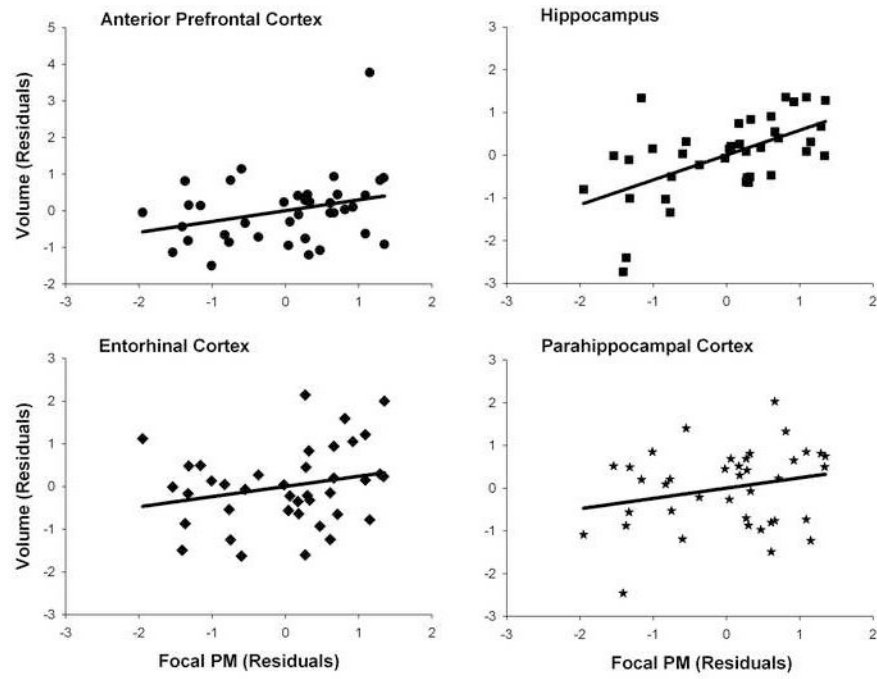 Anterior Prefrontal Cortex
Volume (Residuals)
5
4
3
2
1
0
-1
-2
-3 -2 -1 0 1 2
Hippocampus
3
2
1
0
-1
-2
-3
-3 -2 -1 0 1 2
Entorhinal Cortex
Volume (Residuals)
3
2
1
0
-1
-2
-3
-3 -2 -1 0 1 2
Focal PM (Residuals)
Parahippocampal Cortex
3
2
1
0
-1
-2
-3
-3 -2 -1 0 1 2
Focal PM (Residuals)